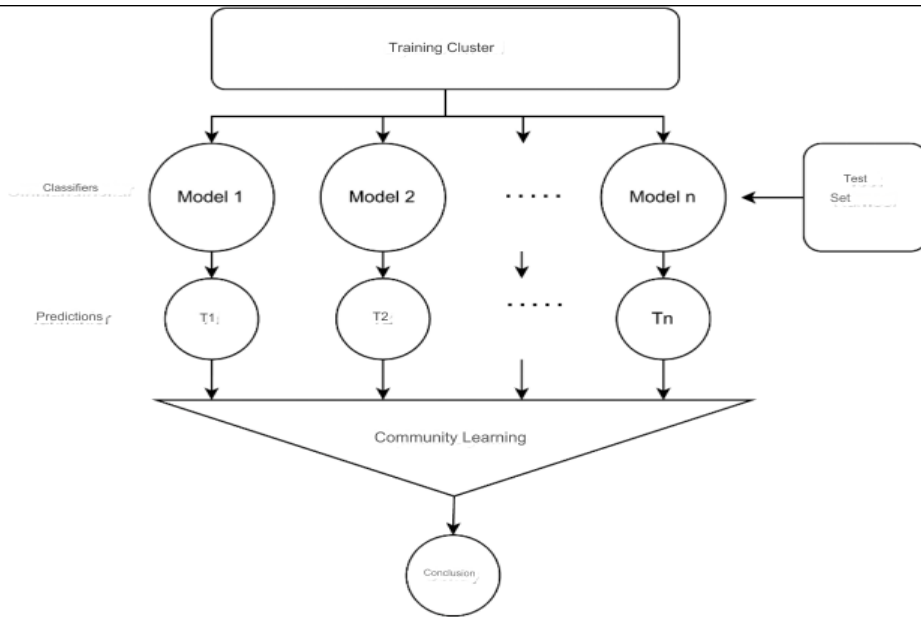 Training Cluster
Classifiers
Model 1
Model 2
.....
Model n
Test
Set
Predictions
T1
T2
.....
Tn
Community Learning
Conclusion